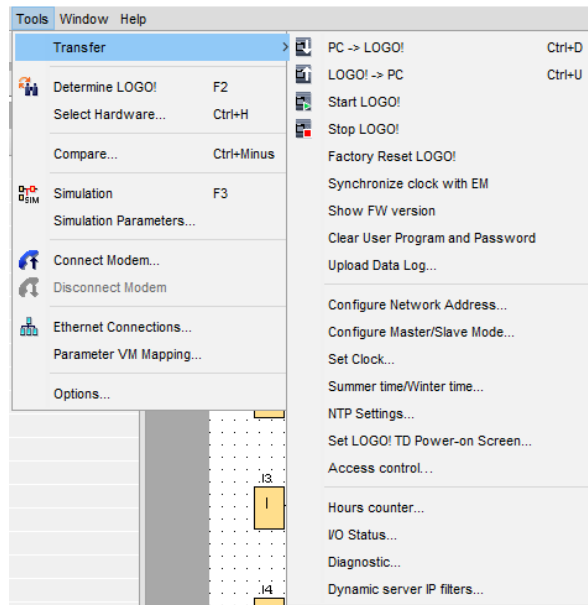 Tools Window Help
Transfer
Determine LOGO! F2
Select Hardware... Ctrl+H
Compare... Ctrl+Minus
SIM
Simulation F3
Simulation Parameters...
Connect Modem...
Disconnect Modem
Ethernet Connections...
Parameter VM Mapping...
Options...
PC -> LOGO! Ctrl+D
LOGO! -> PC Ctrl+U
Start LOGO!
Stop LOGO!
Factory Reset LOGO!
Synchronize clock with EM
Show FW version
Clear User Program and Password
Upload Data Log...
Configure Network Address...
Configure Master/Slave Mode...
Set Clock...
Summer time/Winter time...
NTP Settings...
Set LOGO! TD Power-on Screen...
Access control...
Hours counter...
I/O Status...
Diagnostic...
Dynamic server IP filters...
I3
I
I4